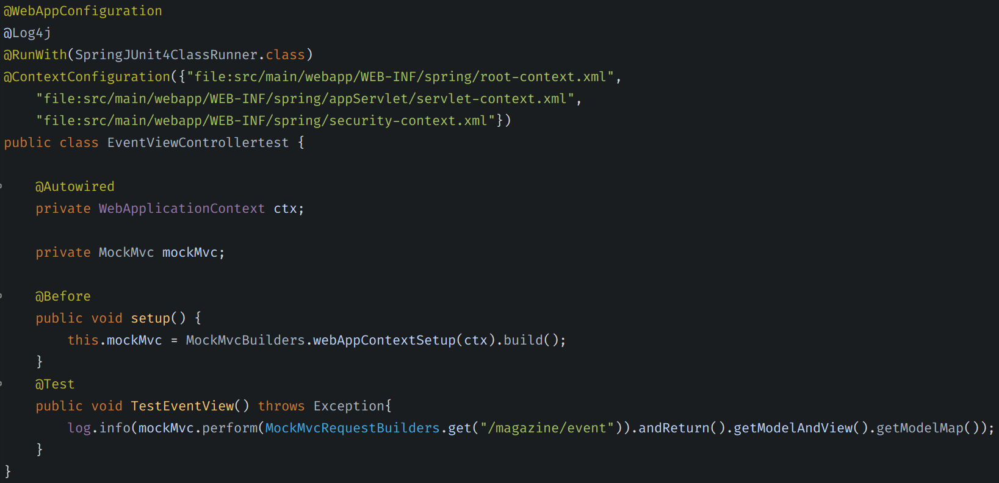 @WebAppConfiguration
@Log4j
@RunWith(SpringJUnit4ClassRunner.class)
@ContextConfiguration({"file:src/main/webapp/WEB-INF/spring/root-context.xml",
    "file:src/main/webapp/WEB-INF/spring/appServlet/servlet-context.xml",
    "file:src/main/webapp/WEB-INF/spring/security-context.xml"})
public class EventViewControllertest {
    @Autowired
    private WebApplicationContext ctx;
    private MockMvc mockMvc;
    @Before
    public void setup() {
        this.mockMvc = MockMvcBuilders.webAppContextSetup(ctx).build();
    }
    @Test
    public void TestEventView() throws Exception{
        log.info(mockMvc.perform(MockMvcRequestBuilders.get("/magazine/event")).andReturn().getModelAndView().getModelMap());
    }
}